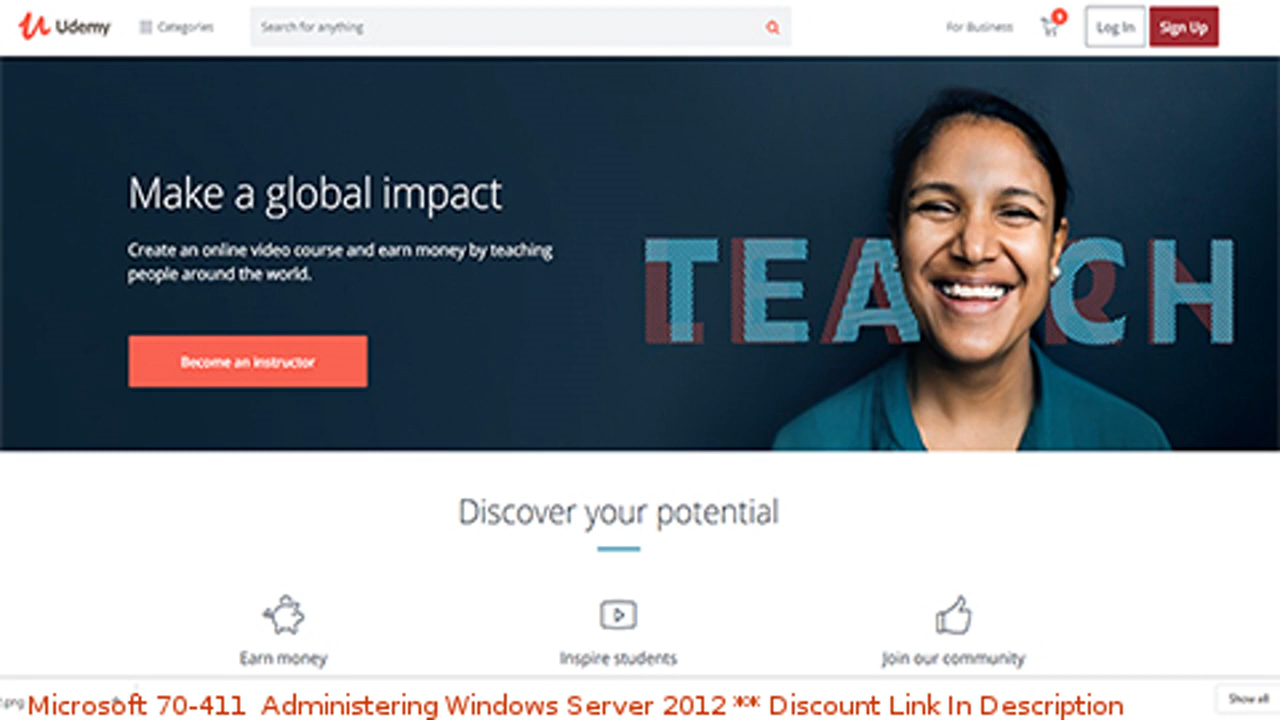 Udemy
Categories
Search for anything
For Business
0
Log In
Sign Up
Make a global impact
Create an online video course and earn money by teaching
people around the world.
Become an instructor
TEACH
Discover your potential
Earn money
Inspire students
Join our community
.png
Microsoft 70-411 Administering Windows Server 2012 ** Discount Link In Description
Show all